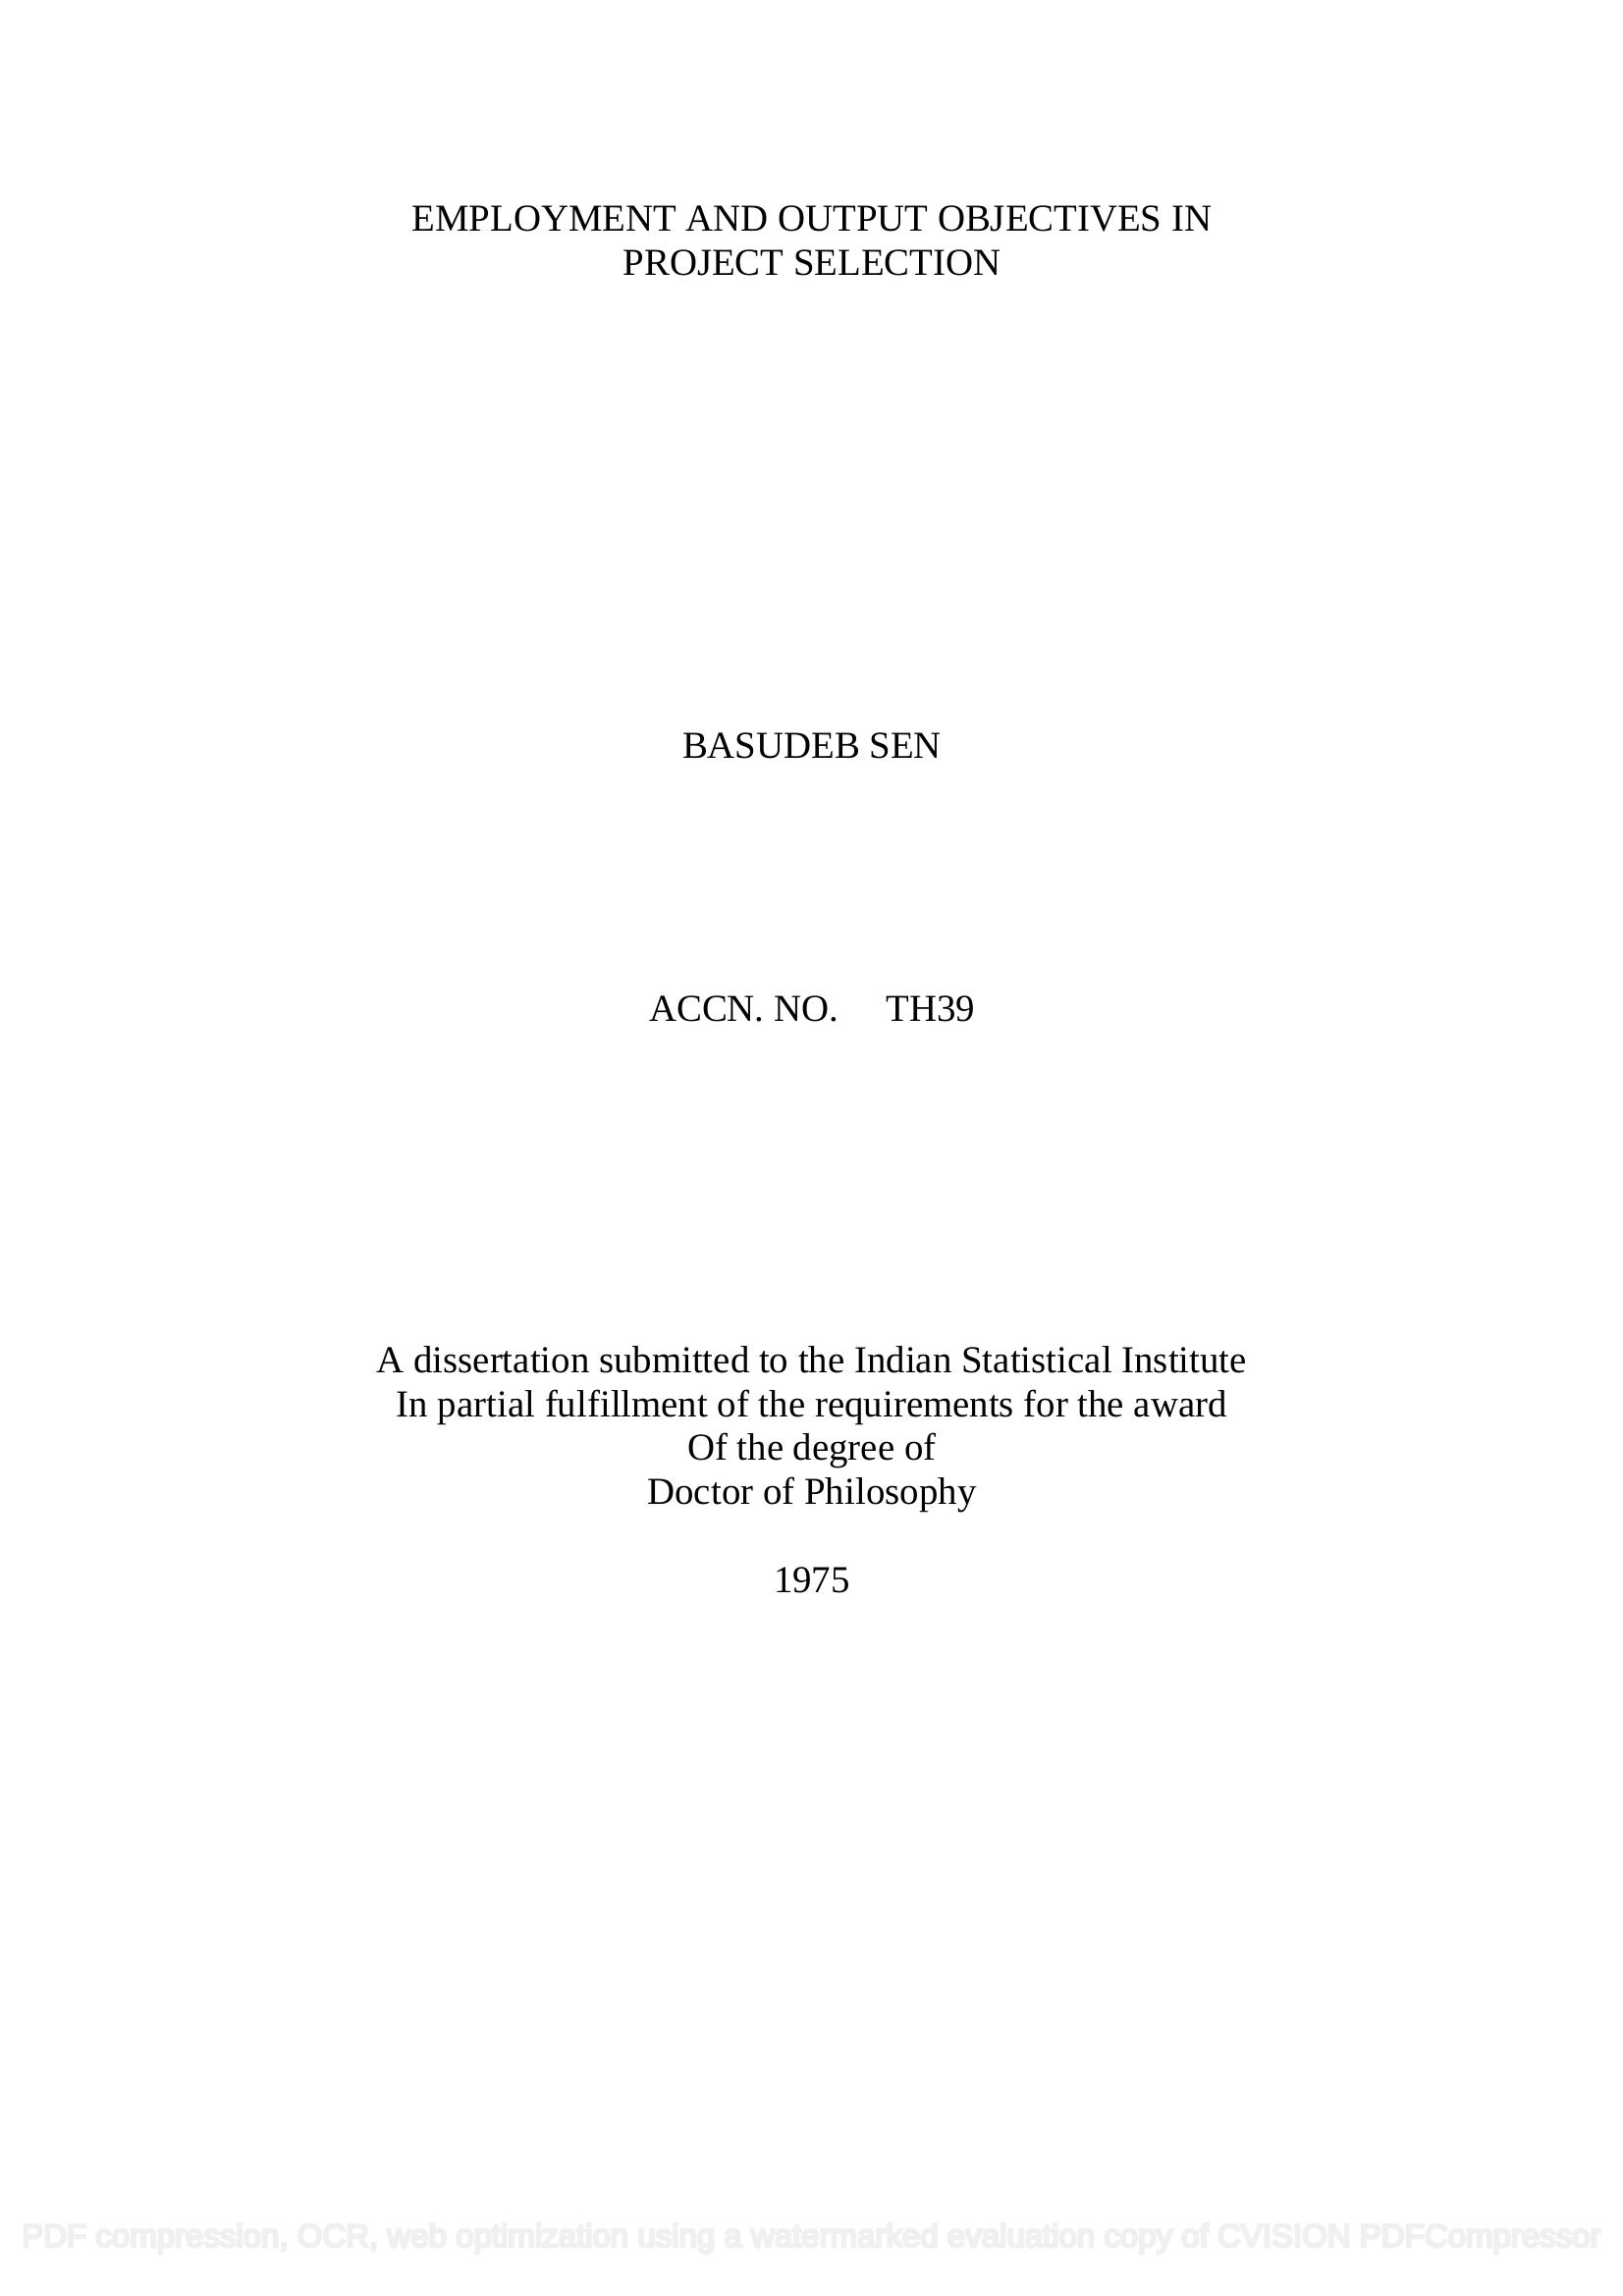 EMPLOYMENT AND OUTPUT OBJECTIVES IN
PROJECT SELECTION
BASUDEB SEN
ACCN. NO. TH39
A dissertation submitted to the Indian Statistical Institute
In partial fulfillment of the requirements for the award
Of the degree of
Doctor of Philosophy
1975
PDF compression, OCR, web optimization using a watermarked evaluation copy of CVISION PDFCompressor